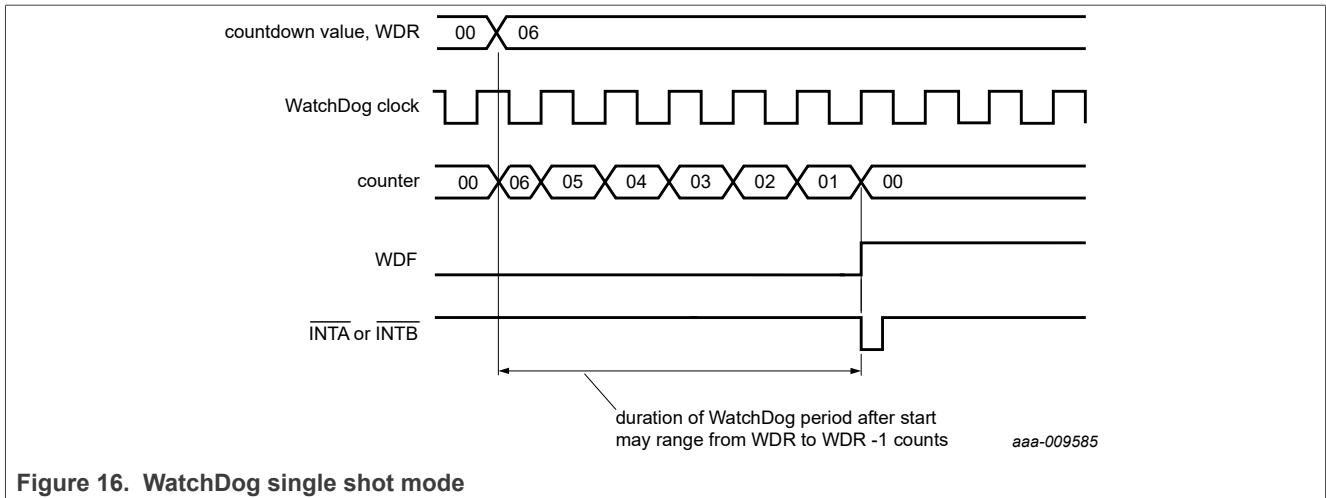 countdown value, WDR 00 06
WatchDog clock
counter 00 06 05 04 03 02 01 00
WDF
INTA or INTB
duration of WatchDog period after start
may range from WDR to WDR -1 counts
aaa-009585
Figure 16. WatchDog single shot mode